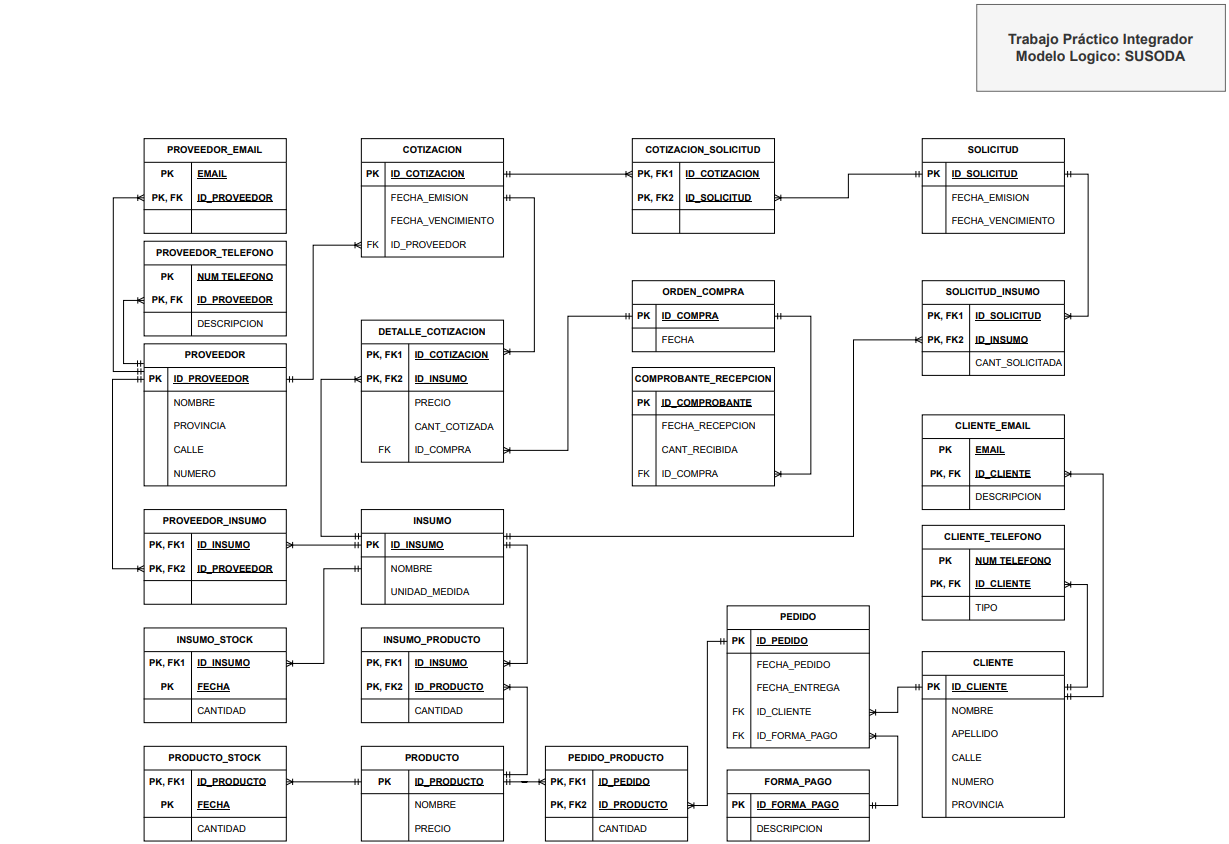 Trabajo Práctico Integrador
Modelo Logico: SUSODA
PROVEEDOR_EMAIL
PK EMAIL
PK, FK ID_PROVEEDOR
PROVEEDOR_TELEFONO
PK NUM TELEFONO
PK, FK ID_PROVEEDOR
DESCRIPCION
PROVEEDOR
PK ID_PROVEEDOR
NOMBRE
PROVINCIA
CALLE
NUMERO
PROVEEDOR_INSUMO
PK, FK1 ID_INSUMO
PK, FK2 ID_PROVEEDOR
INSUMO_STOCK
PK, FK1 ID_INSUMO
PK FECHA
CANTIDAD
PRODUCTO_STOCK
PK, FK1 ID_PRODUCTO
PK FECHA
CANTIDAD
COTIZACION
PK ID_COTIZACION
FECHA_EMISION
FECHA_VENCIMIENTO
FK ID_PROVEEDOR
DETALLE_COTIZACION
PK, FK1 ID_COTIZACION
PK, FK2 ID_INSUMO
PRECIO
CANT_COTIZADA
FK ID_COMPRA
INSUMO
PK ID_INSUMO
NOMBRE
UNIDAD_MEDIDA
INSUMO_PRODUCTO
PK, FK1 ID_INSUMO
PK, FK2 ID_PRODUCTO
CANTIDAD
PRODUCTO
PK ID_PRODUCTO
NOMBRE
PRECIO
COTIZACION_SOLICITUD
PK, FK1 ID_COTIZACION
PK, FK2 ID_SOLICITUD
ORDEN_COMPRA
PK ID_COMPRA
FECHA
COMPROBANTE_RECEPCION
PK ID_COMPROBANTE
FECHA_RECEPCION
CANT_RECIBIDA
FK ID_COMPRA
PEDIDO_PRODUCTO
PK, FK1 ID_PEDIDO
PK, FK2 ID_PRODUCTO
CANTIDAD
PEDIDO
PK ID_PEDIDO
FECHA_PEDIDO
FECHA_ENTREGA
FK ID_CLIENTE
FK ID_FORMA_PAGO
FORMA_PAGO
PK ID_FORMA_PAGO
DESCRIPCION
SOLICITUD
PK ID_SOLICITUD
FECHA_EMISION
FECHA_VENCIMIENTO
SOLICITUD_INSUMO
PK, FK1 ID_SOLICITUD
PK, FK2 ID_INSUMO
CANT_SOLICITADA
CLIENTE_EMAIL
PK EMAIL
PK, FK ID_CLIENTE
DESCRIPCION
CLIENTE_TELEFONO
PK NUM TELEFONO
PK, FK ID_CLIENTE
TIPO
CLIENTE
PK ID_CLIENTE
NOMBRE
APELLIDO
CALLE
NUMERO
PROVINCIA